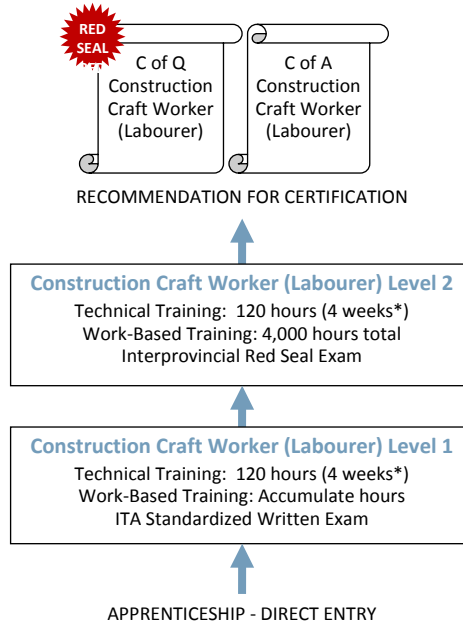 RED
SEAL
C of Q
Construction
Craft Worker
(Labourer)
C of A
Construction
Craft Worker
(Labourer)
RECOMMENDATION FOR CERTIFICATION
Construction Craft Worker (Labourer) Level 2
Technical Training: 120 hours (4 weeks*)
Work-Based Training: 4,000 hours total
Interprovincial Red Seal Exam
Construction Craft Worker (Labourer) Level 1
Technical Training: 120 hours (4 weeks*)
Work-Based Training: Accumulate hours
ITA Standardized Written Exam
APPRENTICESHIP - DIRECT ENTRY